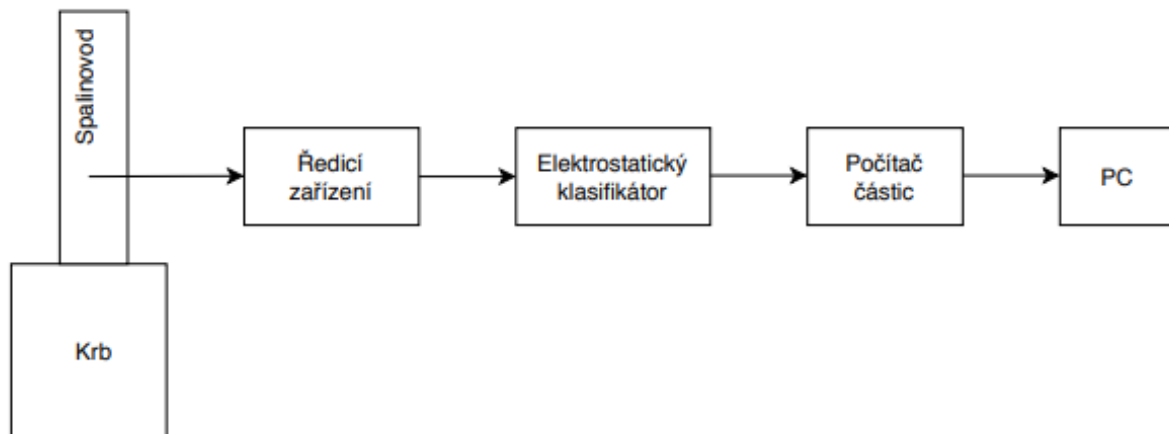 Spalinovod
Ředicí
zařízení
Elektrostatický
klasifikátor
Počítač
částic
PC
Krb